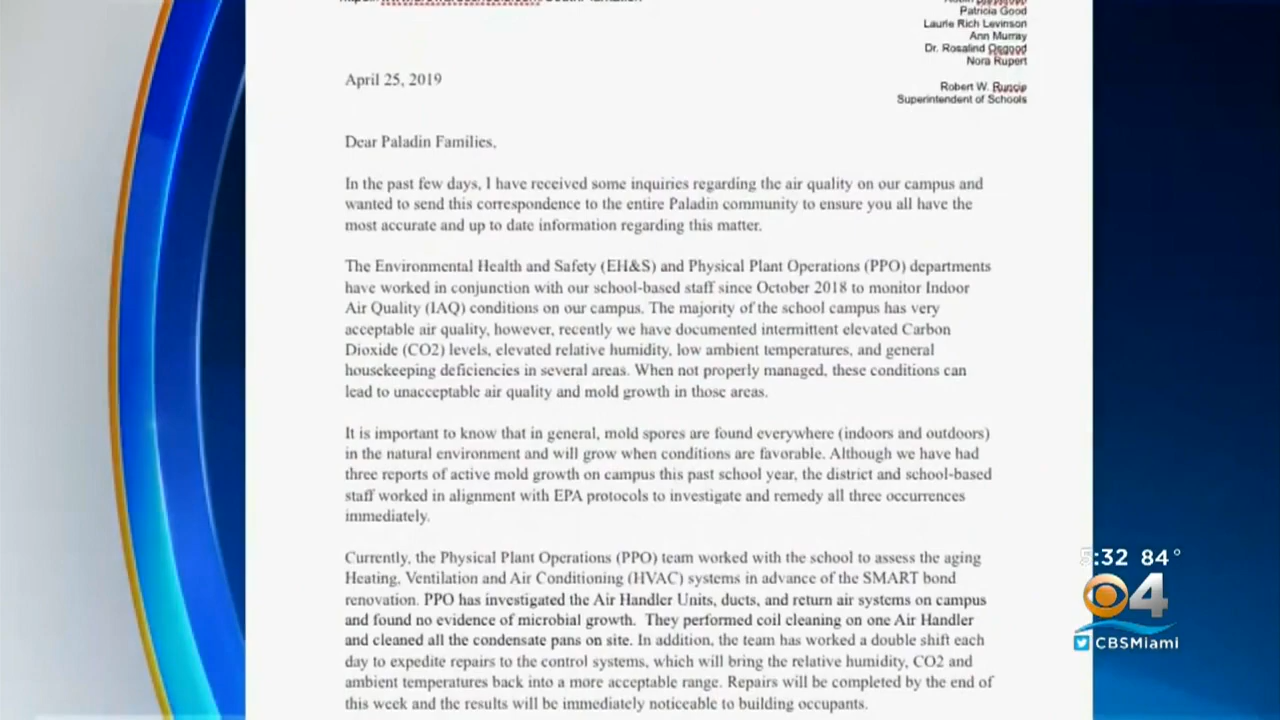 Patricia Good
Laurie Rich Levinson
Ann Murray
Dr. Rosalind Osgood
Nora Rupert
Robert W. Runcie
Superintendent of Schools
April 25, 2019
Dear Paladin Families,
In the past few days, I have received some inquiries regarding the air quality on our campus and
wanted to send this correspondence to the entire Paladin community to ensure you all have the
most accurate and up to date information regarding this matter.
The Environmental Health and Safety (EH&S) and Physical Plant Operations (PPO) departments
have worked in conjunction with our school-based staff since October 2018 to monitor Indoor
Air Quality (IAQ) conditions on our campus. The majority of the school campus has very
acceptable air quality, however, recently we have documented intermittent elevated Carbon
Dioxide (CO2) levels, elevated relative humidity, low ambient temperatures, and general
housekeeping deficiencies in several areas. When not properly managed, these conditions can
lead to unacceptable air quality and mold growth in those areas.
It is important to know that in general, mold spores are found everywhere (indoors and outdoors)
in the natural environment and will grow when conditions are favorable. Although we have had
three reports of active mold growth on campus this past school year, the district and school-based
staff worked in alignment with EPA protocols to investigate and remedy all three occurrences
immediately.
Currently, the Physical Plant Operations (PPO) team worked with the school to assess the aging
Heating, Ventilation and Air Conditioning (HVAC) systems in advance of the SMART bond
renovation. PPO has investigated the Air Handler Units, ducts, and return air systems on campus
and found no evidence of microbial growth. They performed coil cleaning on one Air Handler
and cleaned all the condensate pans on site. In addition, the team has worked a double shift each
day to expedite repairs to the control systems, which will bring the relative humidity, CO2 and
ambient temperatures back into a more acceptable range. Repairs will be completed by the end of
this week and the results will be immediately noticeable to building occupants.
5:32 84°
4
CBSMiami